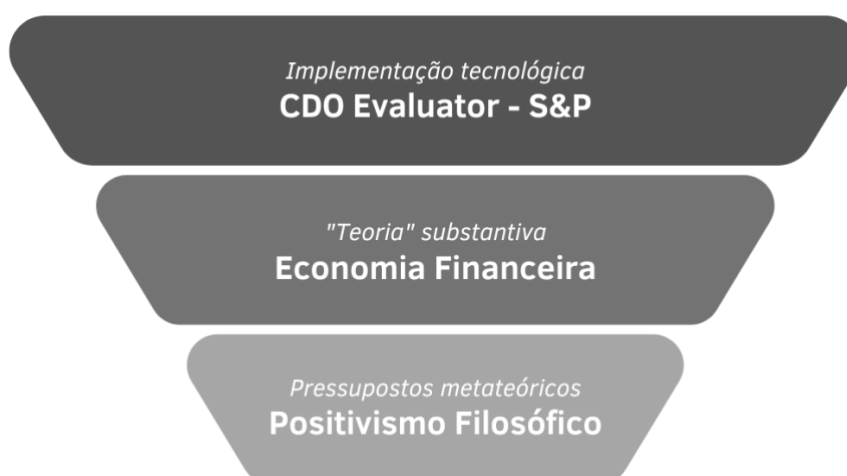 Implementação tecnológica
CDO Evaluator - S&P
"Teoria" substantiva
Economia Financeira
Pressupostos metateóricos
Positivismo Filosófico